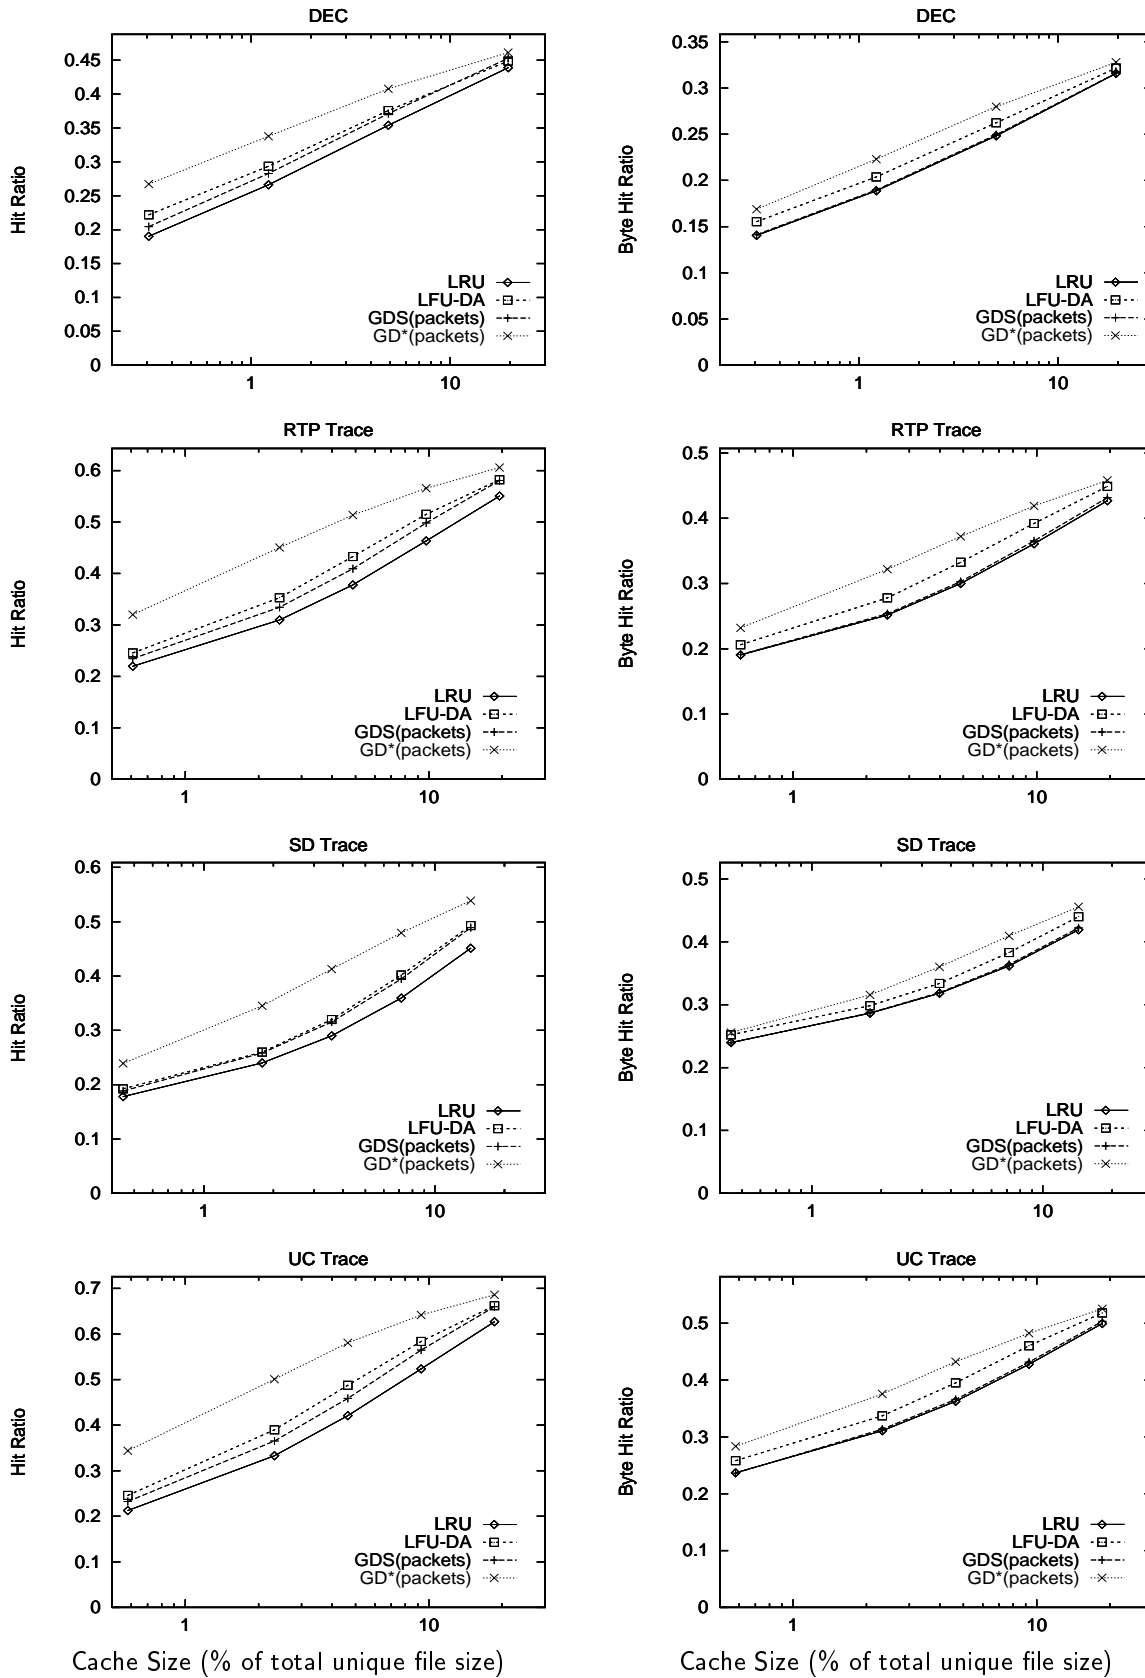 DEC
0.45
0.4
0.35
0.3
0.25
0.2
0.15
0.1
0.05
0
Hit Ratio
LRU
LFU-DA
GDS(packets)
GD*(packets)
1
10
DEC
0.35
0.3
0.25
0.2
0.15
0.1
0.05
0
Byte Hit Ratio
LRU
LFU-DA
GDS(packets)
GD*(packets)
1
10
RTP Trace
0.6
0.5
0.4
0.3
0.2
0.1
0
Hit Ratio
LRU
LFU-DA
GDS(packets)
GD*(packets)
1
10
RTP Trace
0.5
0.4
0.3
0.2
0.1
0
Byte Hit Ratio
LRU
LFU-DA
GDS(packets)
GD*(packets)
1
10
SD Trace
0.6
0.5
0.4
0.3
0.2
0.1
0
Hit Ratio
LRU
LFU-DA
GDS(packets)
GD*(packets)
1
10
SD Trace
0.5
0.4
0.3
0.2
0.1
0
Byte Hit Ratio
LRU
LFU-DA
GDS(packets)
GD*(packets)
1
10
UC Trace
0.7
0.6
0.5
0.4
0.3
0.2
0.1
0
Hit Ratio
LRU
LFU-DA
GDS(packets)
GD*(packets)
1
10
Cache Size (% of total unique file size)
UC Trace
0.5
0.4
0.3
0.2
0.1
0
Byte Hit Ratio
LRU
LFU-DA
GDS(packets)
GD*(packets)
1
10
Cache Size (% of total unique file size)